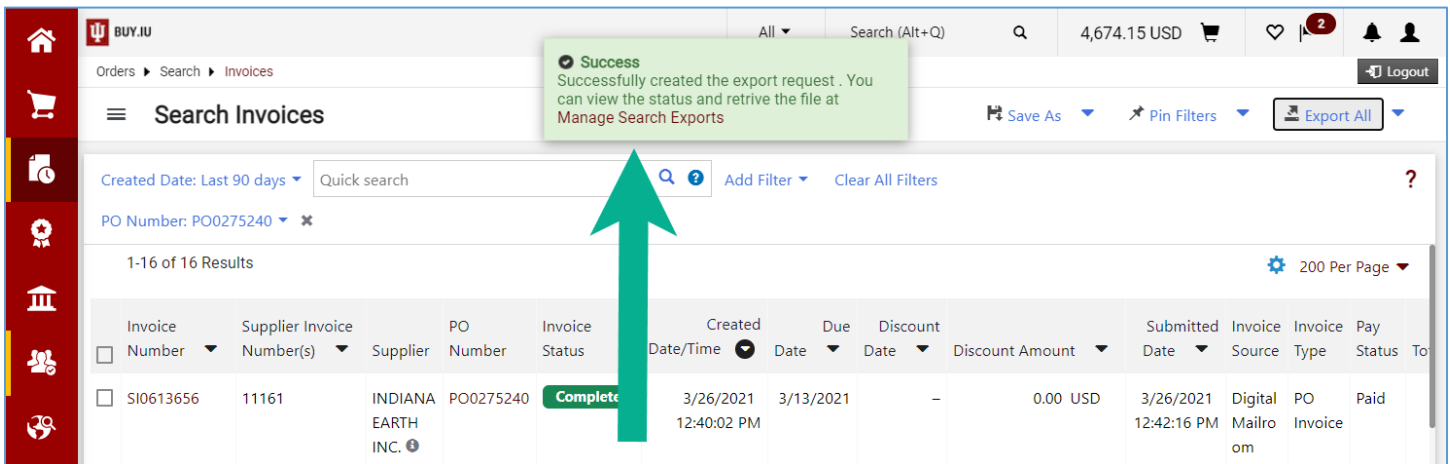 BUY.IU
All
Search (Alt+Q)
4,674.15 USD
2
Orders Search Invoices
Logout
Success
Successfully created the export request . You
can view the status and retrive the file at
Manage Search Exports
Search Invoices
Save As
Pin Filters
Export All
Created Date: Last 90 days
Quick search
?
Add Filter
Clear All Filters
?
PO Number: PO0275240
1-16 of 16 Results
200 Per Page
Invoice Number
Supplier Invoice Number(s)
Supplier
PO Number
Invoice Status
Created Date/Time
Due Date
Discount Date
Discount Amount
Submitted Date
Invoice Source
Invoice Type
Pay Status
SI0613656
11161
INDIANA
EARTH
INC.
PO0275240
Complete
3/26/2021
12:40:02 PM
3/13/2021
–
0.00 USD
3/26/2021
12:42:16 PM
Digital
Mailro
om
PO
Invoice
Paid